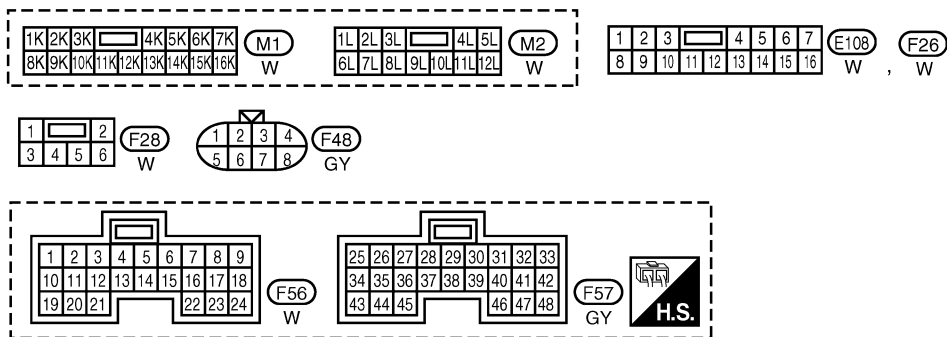 1K 2K 3K 4K 5K 6K 7K
8K 9K 10K 11K 12K 13K 14K 15K 16K
M1
W
1L 2L 3L 4L 5L
6L 7L 8L 9L 10L 11L 12L
M2
W
1 2 3 4 5 6 7
8 9 10 11 12 13 14 15 16
E108
W
,
F26
W
1 2
3 4 5 6
F28
W
1 2 3 4
5 6 7 8
F48
GY
1 2 3 4 5 6 7 8 9
10 11 12 13 14 15 16 17 18
19 20 21 22 23 24
F56
W
25 26 27 28 29 30 31 32 33
34 35 36 37 38 39 40 41 42
43 44 45 46 47 48
F57
GY
H.S.